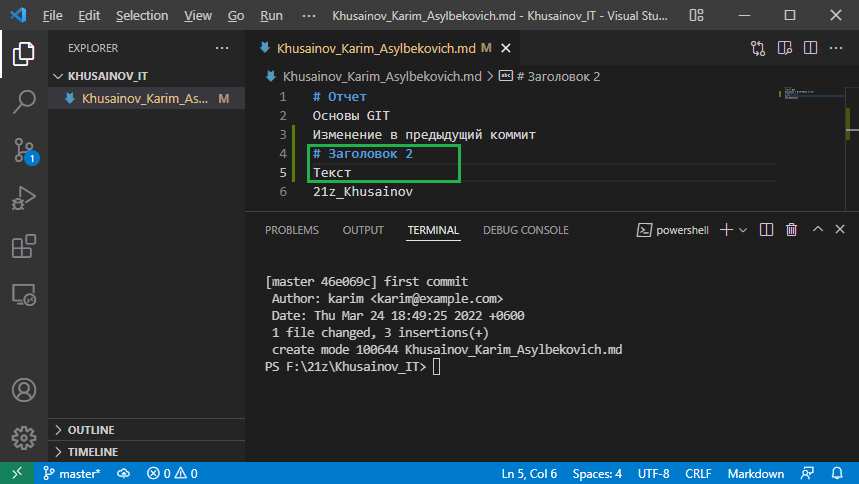 File Edit Selection View Go Run ··· Khusainov_Karim_Asylbekovich.md - Khusainov_IT - Visual Stu...
EXPLORER ···
KHUSAINOV_IT
Khusainov_Karim_As... M
1
Khusainov_Karim_Asylbekovich.md M
Khusainov_Karim_Asylbekovich.md > # Заголовок 2
1 # Отчет
2 Основы GIT
3 Изменение в предыдущий коммит
4 # Заголовок 2
5 Текст
6 21z_Khusainov
PROBLEMS OUTPUT TERMINAL DEBUG CONSOLE powershell
[master 46e069c] first commit
Author: karim <karim@example.com>
Date: Thu Mar 24 18:49:25 2022 +0600
1 file changed, 3 insertions(+)
create mode 100644 Khusainov_Karim_Asylbekovich.md
PS F:\21z\Khusainov_IT>
OUTLINE
TIMELINE
master* 0 0 Ln 5, Col 6 Spaces: 4 UTF-8 CRLF Markdown